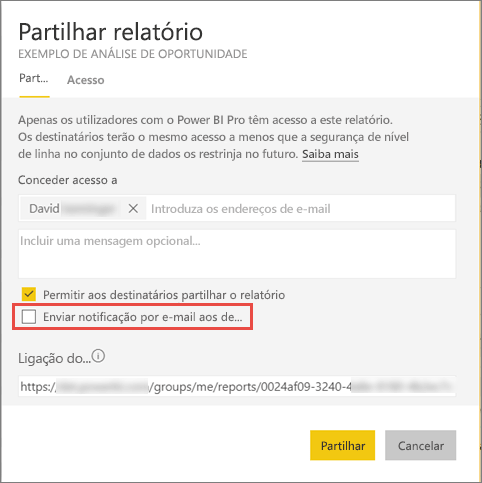 Partilhar relatório
EXEMPLO DE ANÁLISE DE OPORTUNIDADE
Part... Acesso
Apenas os utilizadores com o Power BI Pro têm acesso a este relatório.
Os destinatários terão o mesmo acesso a menos que a segurança de nível
de linha no conjunto de dados os restrinja no futuro. Saiba mais
Conceder acesso a
David Introduza os endereços de e-mail
Incluir uma mensagem opcional...
Permitir aos destinatários partilhar o relatório
Enviar notificação por e-mail aos de...
Ligação do...
https:/ /groups/me/reports/0024af09-3240-4
Partilhar Cancelar